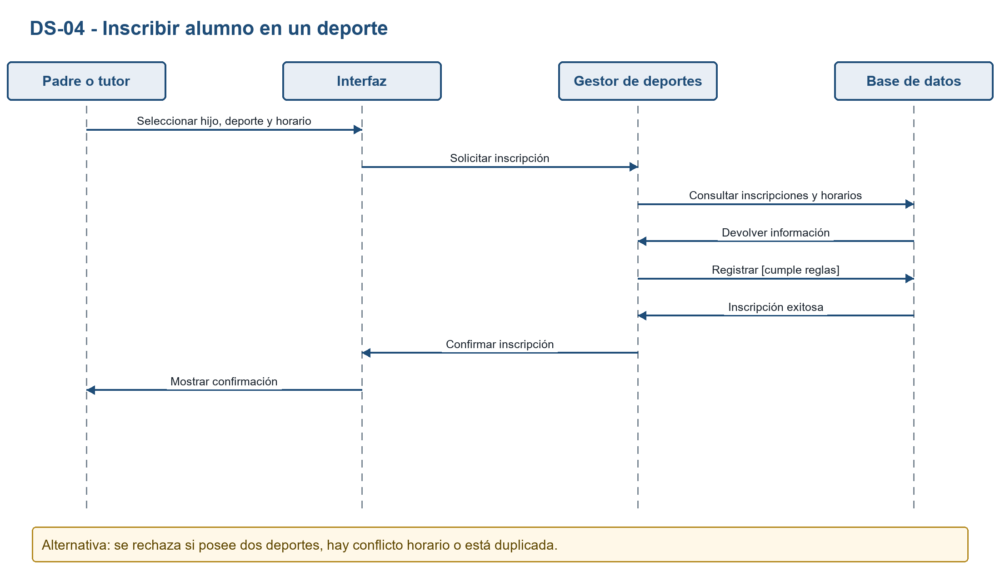 DS-04 - Inscribir alumno en un deporte
Padre o tutor
Interfaz
Gestor de deportes
Base de datos
Seleccionar hijo, deporte y horario
Solicitar inscripción
Consultar inscripciones y horarios
Devolver información
Registrar [cumple reglas]
Inscripción exitosa
Confirmar inscripción
Mostrar confirmación
Alternativa: se rechaza si posee dos deportes, hay conflicto horario o está duplicada.